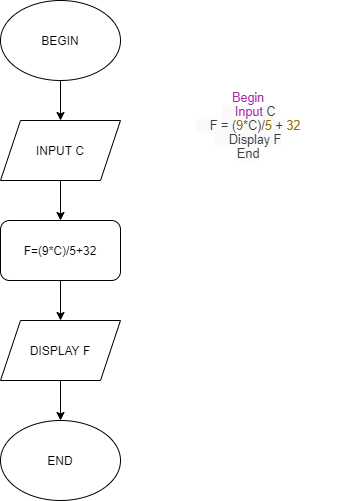 BEGIN
INPUT C
F=(9*C)/5+32
DISPLAY F
END
Begin
Input C
F = (9*C)/5 + 32
Display F
End